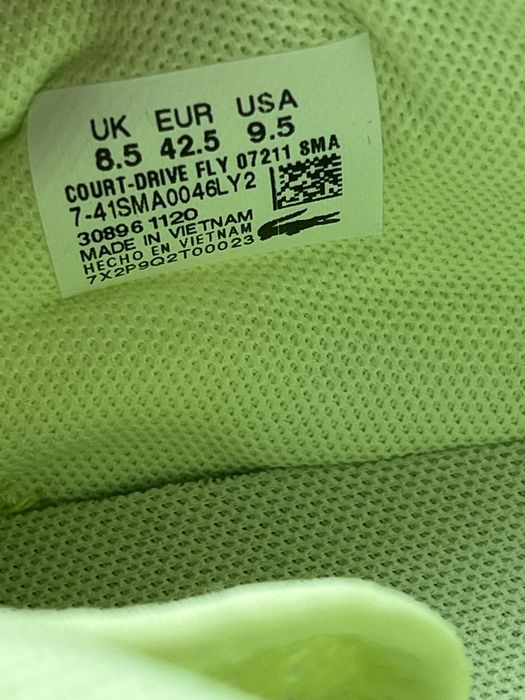 UK EUR USA
8.5 42.5 9.5
COURT-DRIVE FLY 07211 SMA
7-41SMA0046LY2
30896 1120
MADE IN VIETNAM
HECHO EN VIETNAM
7X2P9Q2T00023